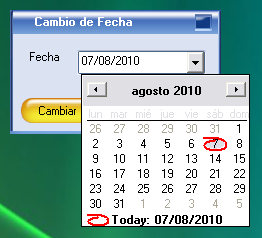 Cambio de Fecha
Fecha
07/08/2010
Cambiar
agosto 2010
lun mar mié jue vie sáb dom
26 27 28 29 30 31 1
2 3 4 5 6 7 8
9 10 11 12 13 14 15
16 17 18 19 20 21 22
23 24 25 26 27 28 29
30 31 1 2 3 4 5
Today: 07/08/2010